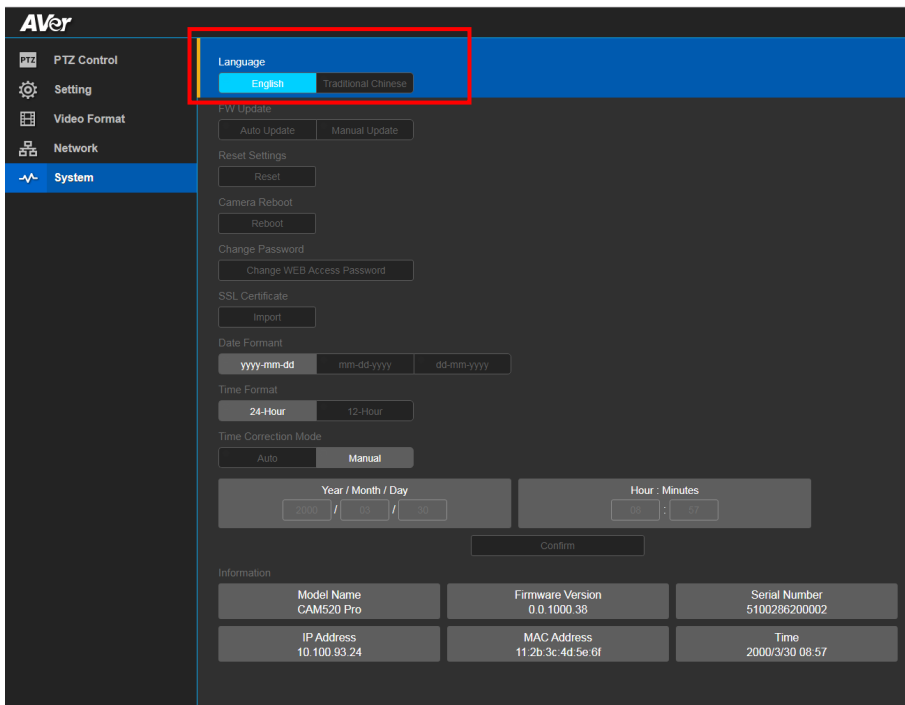 AVer
PTZ PTZ Control
Setting
Video Format
Network
System
Language
English Traditional Chinese
FW Update
Auto Update Manual Update
Reset Settings
Reset
Camera Reboot
Reboot
Change Password
Change WEB Access Password
SSL Certificate
Import
Date Formant
yyyy-mm-dd mm-dd-yyyy dd-mm-yyyy
Time Format
24-Hour 12-Hour
Time Correction Mode
Auto Manual
Year / Month / Day Hour : Minutes
2000 / 03 / 30 08 : 57
Confirm
Information
Model Name Firmware Version Serial Number
CAM520 Pro 0.0.1000.38 5100286200002
IP Address MAC Address Time
10.100.93.24 11:2b:3c:4d:5e:6f 2000/3/30 08:57